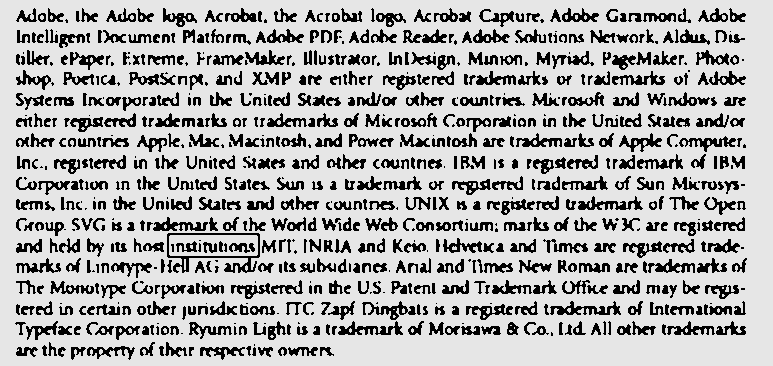 Adobe, the Adobe logo, Acrobat, the Acrobat logo, Acrobat Capture, Adobe Garamond, Adobe
Intelligent Document Platform, Adobe PDF, Adobe Reader, Adobe Solutions Network, Aldus, Dis-
tiller, ePaper, Extreme, FrameMaker, Illustrator, InDesign, Minion, Myriad, PageMaker, Photo-
shop, Poetica, PostScript, and XMP are either registered trademarks or trademarks of Adobe
Systems Incorporated in the United States and/or other countries. Microsoft and Windows are
either registered trademarks or trademarks of Microsoft Corporation in the United States and/or
other countries. Apple, Mac, Macintosh, and Power Macintosh are trademarks of Apple Computer,
Inc., registered in the United States and other countries. IBM is a registered trademark of IBM
Corporation in the United States. Sun is a trademark or registered trademark of Sun Microsys-
tems, Inc. in the United States and other countries. UNIX is a registered trademark of The Open
Group. SVG is a trademark of the World Wide Web Consortium; marks of the W3C are registered
and held by its host institutions MIT, INRIA and Keio. Helvetica and Times are registered trade-
marks of Linotype-Hell AG and/or its subsidiaries. Arial and Times New Roman are trademarks of
The Monotype Corporation registered in the U.S. Patent and Trademark Office and may be regis-
tered in certain other jurisdictions. ITC Zapf Dingbats is a registered trademark of International
Typeface Corporation. Ryumin Light is a trademark of Morisawa & Co., Ltd. All other trademarks
are the property of their respective owners.